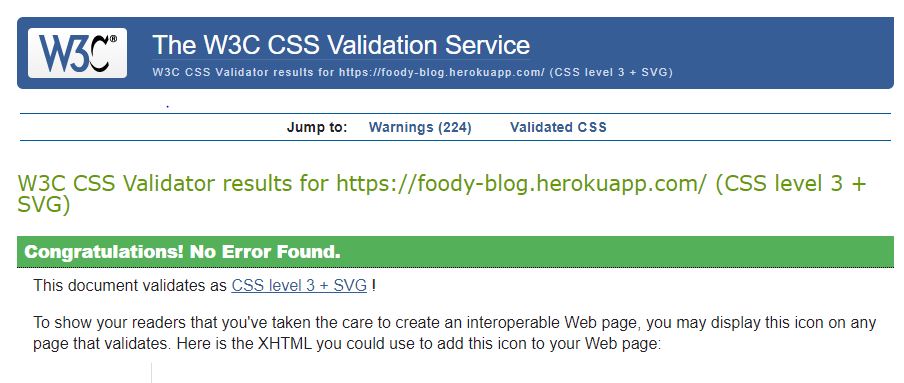 W3C®
The W3C CSS Validation Service
W3C CSS Validator results for https://foody-blog.herokuapp.com/ (CSS level 3 + SVG)
.
Jump to: Warnings (224) Validated CSS
W3C CSS Validator results for https://foody-blog.herokuapp.com/ (CSS level 3 +
SVG)
Congratulations! No Error Found.
This document validates as CSS level 3 + SVG !
To show your readers that you've taken the care to create an interoperable Web page, you may display this icon on any
page that validates. Here is the XHTML you could use to add this icon to your Web page: